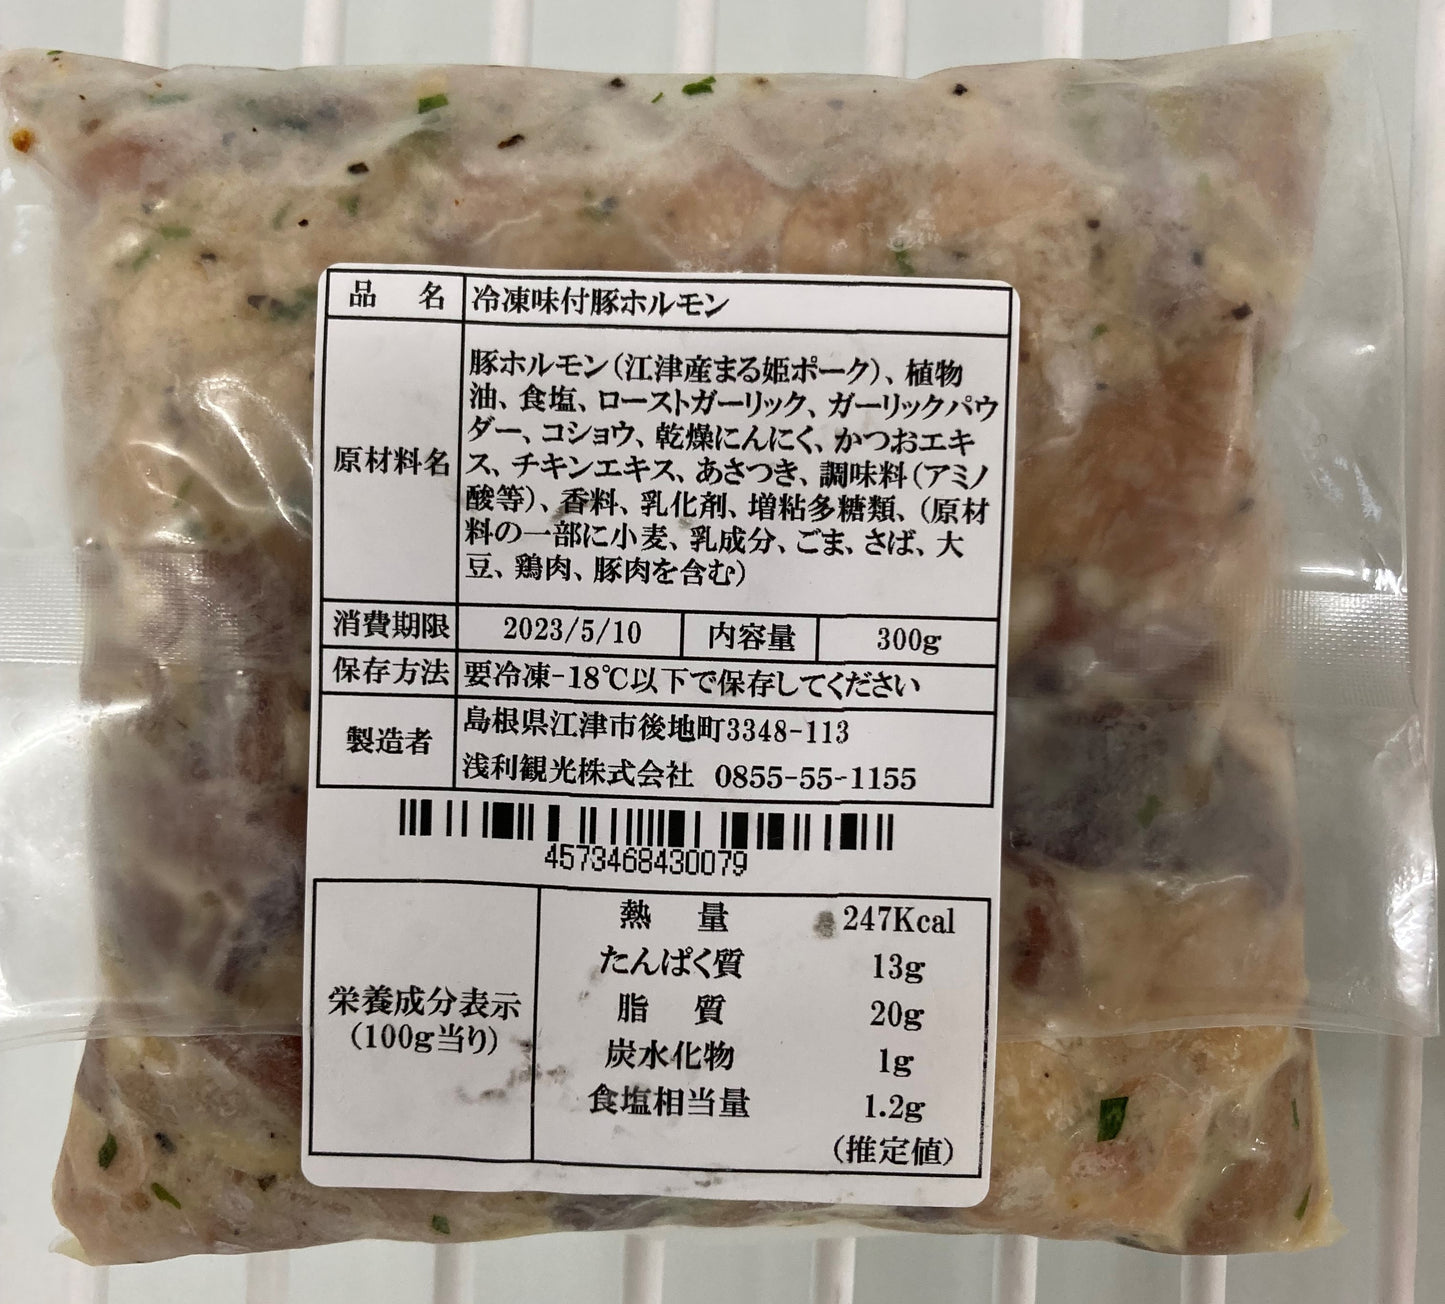 品 名 冷凍味付豚ホルモン
原材料名
豚ホルモン(江津産まる姫ポーク)、植物
油、食塩、ローストガーリック、ガーリックパウ
ダー、コショウ、乾燥にんにく、かつおエキ
ス、チキンエキス、あさつき、調味料(アミノ
酸等)、香料、乳化剤、増粘多糖類、(原材
料の一部に小麦、乳成分、ごま、さば、大
豆、鶏肉、豚肉を含む)
消費期限 2023/5/10 内容量 300g
保存方法 要冷凍-18℃以下で保存してください
製造者
島根県江津市後地町3348-113
浅利観光株式会社 0855-55-1155
4573468430079
栄養成分表示
(100g当り)
熱 量 247Kcal
たんぱく質 13g
脂 質 20g
炭水化物 1g
食塩相当量 1.2g
(推定値)